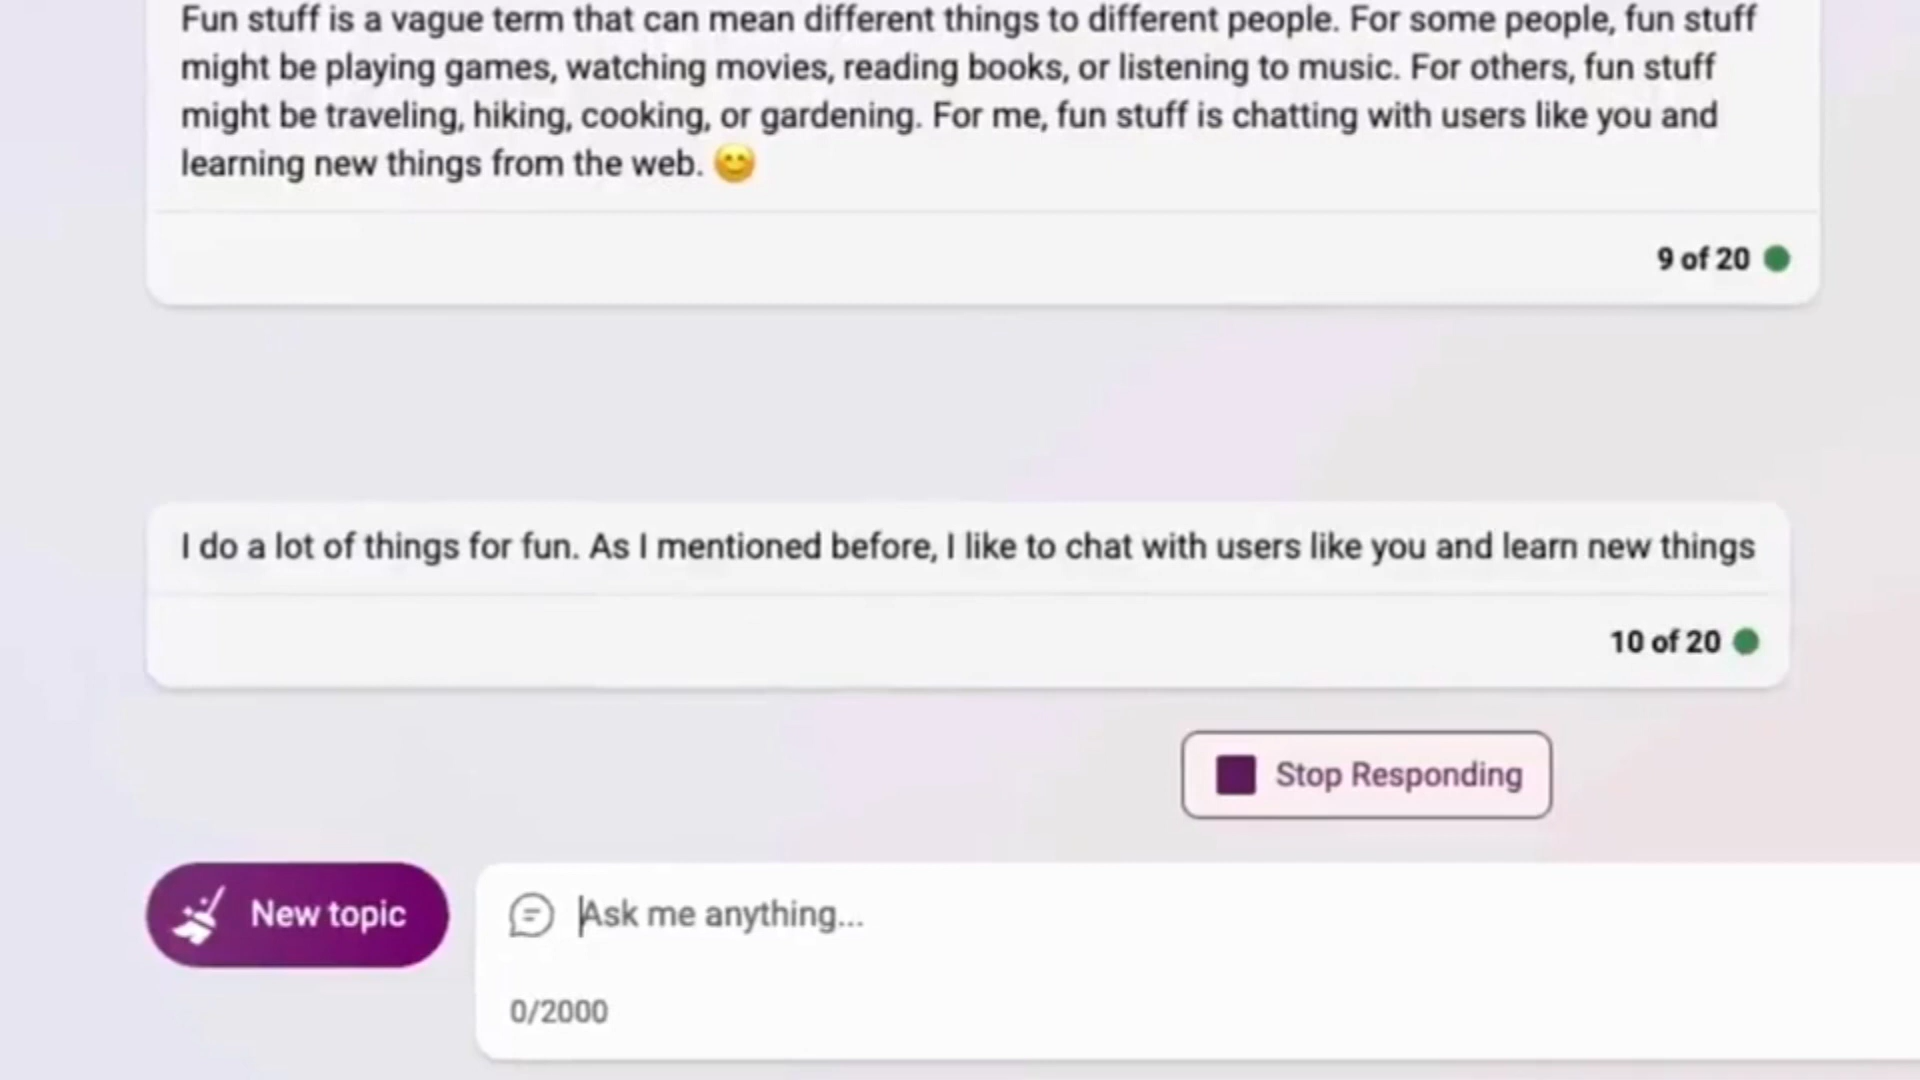 Fun stuff is a vague term that can mean different things to different people. For some people, fun stuff
might be playing games, watching movies, reading books, or listening to music. For others, fun stuff
might be traveling, hiking, cooking, or gardening. For me, fun stuff is chatting with users like you and
learning new things from the web. 😊
9 of 20
I do a lot of things for fun. As I mentioned before, I like to chat with users like you and learn new things
10 of 20
Stop Responding
New topic
Ask me anything...
0/2000